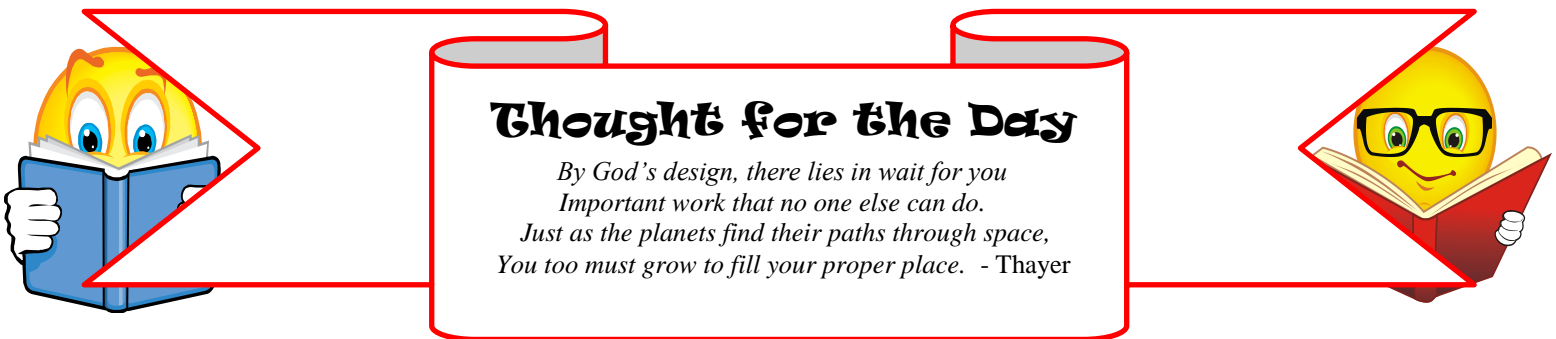 Thought for the Day
By God’s design, there lies in wait for you
Important work that no one else can do.
Just as the planets find their paths through space,
You too must grow to fill your proper place.  - Thayer